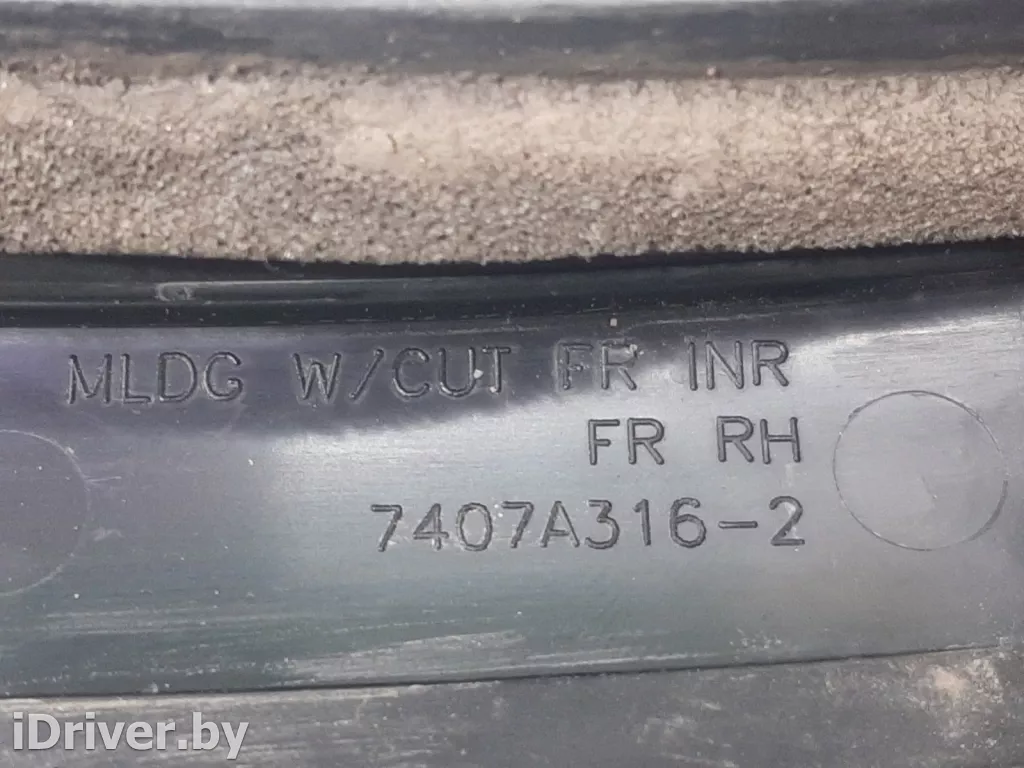 MLDG W/CUT FR INR
FR RH
7407A316-2
iDriver.by